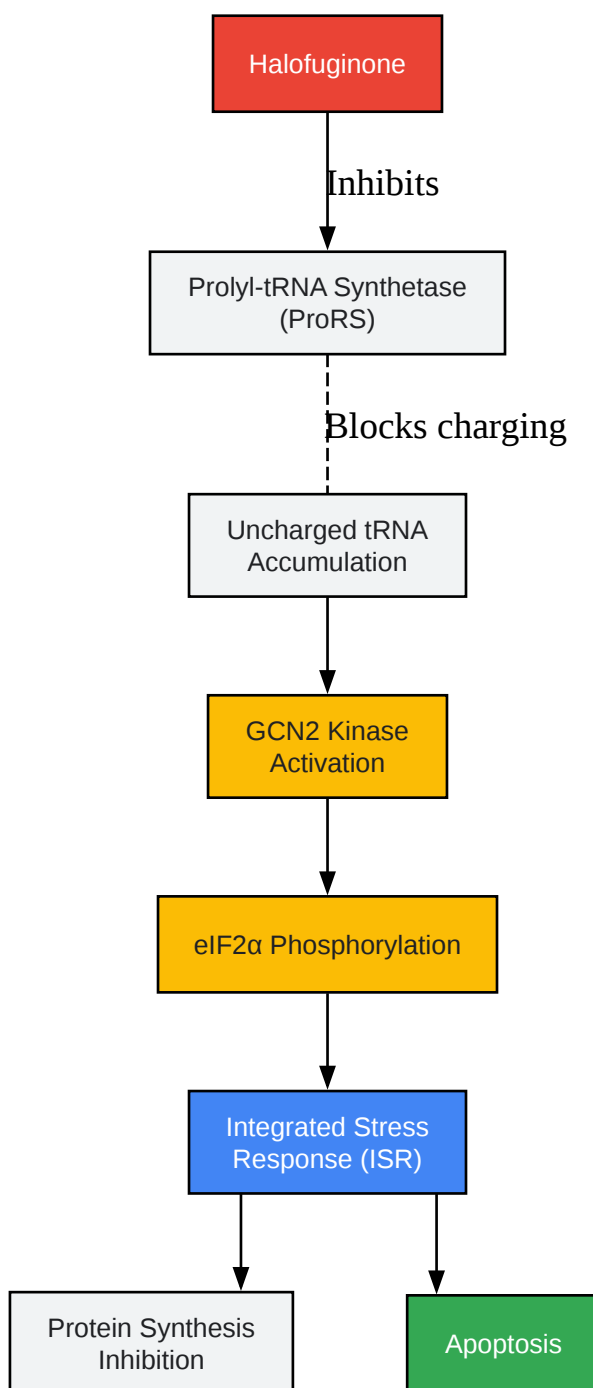 Halofuginone
Inhibits
Prolyl-tRNA Synthetase
(ProRS)
Blocks charging
Uncharged tRNA
Accumulation
GCN2 Kinase
Activation
eIF2α Phosphorylation
Integrated Stress
Response (ISR)
Protein Synthesis
Inhibition
Apoptosis